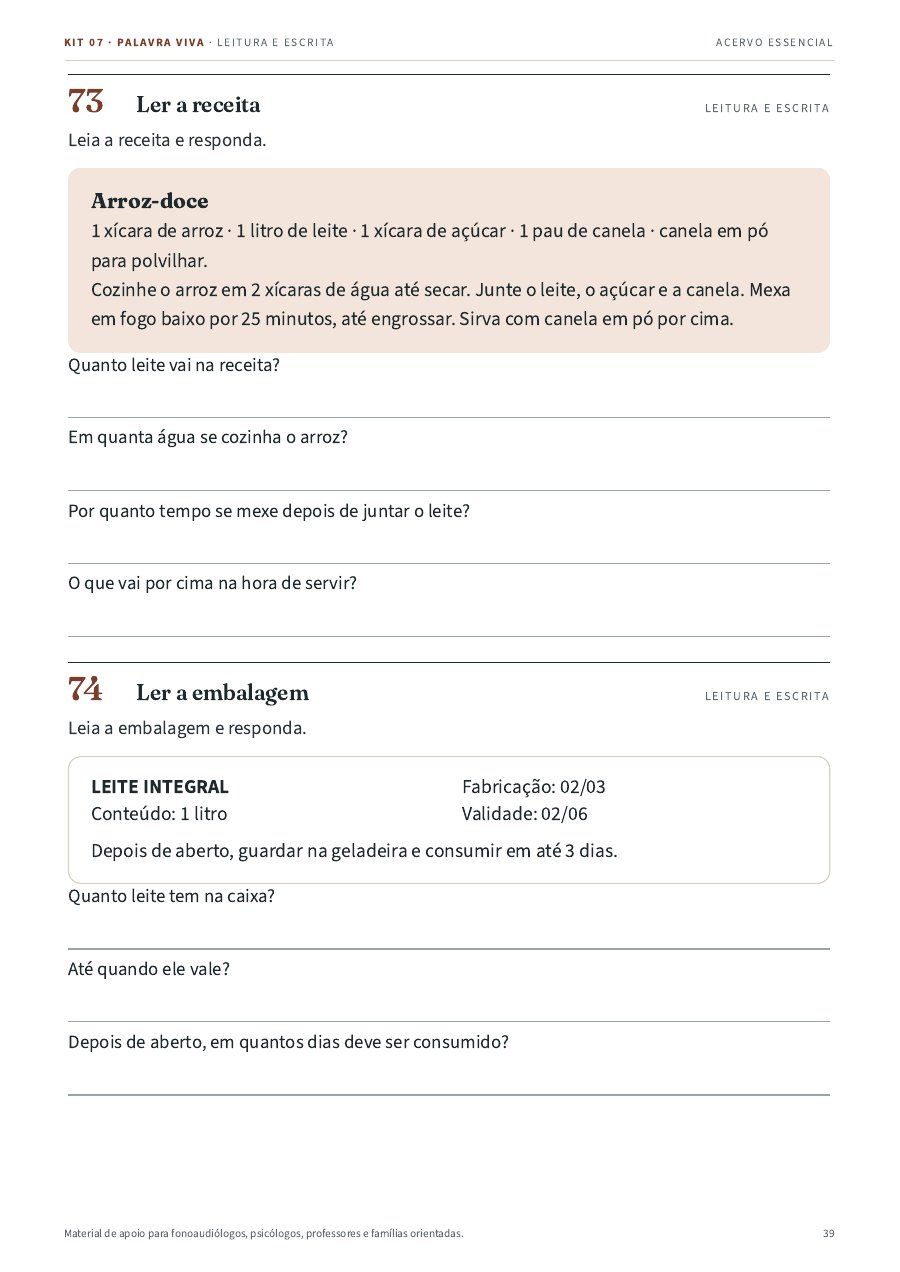 KIT 07 · PALAVRA VIVA · LEITURA E ESCRITA
ACERVO ESSENCIAL
73 Ler a receita
LEITURA E ESCRITA
Leia a receita e responda.
Arroz-doce
1 xícara de arroz · 1 litro de leite · 1 xícara de açúcar · 1 pau de canela · canela em pó
para polvilhar.
Cozinhe o arroz em 2 xícaras de água até secar. Junte o leite, o açúcar e a canela. Mexa
em fogo baixo por 25 minutos, até engrossar. Sirva com canela em pó por cima.
Quanto leite vai na receita?
Em quanta água se cozinha o arroz?
Por quanto tempo se mexe depois de juntar o leite?
O que vai por cima na hora de servir?
74 Ler a embalagem
LEITURA E ESCRITA
Leia a embalagem e responda.
LEITE INTEGRAL
Conteúdo: 1 litro
Fabricação: 02/03
Validade: 02/06
Depois de aberto, guardar na geladeira e consumir em até 3 dias.
Quanto leite tem na caixa?
Até quando ele vale?
Depois de aberto, em quantos dias deve ser consumido?
Material de apoio para fonoaudiólogos, psicólogos, professores e famílias orientadas.
39